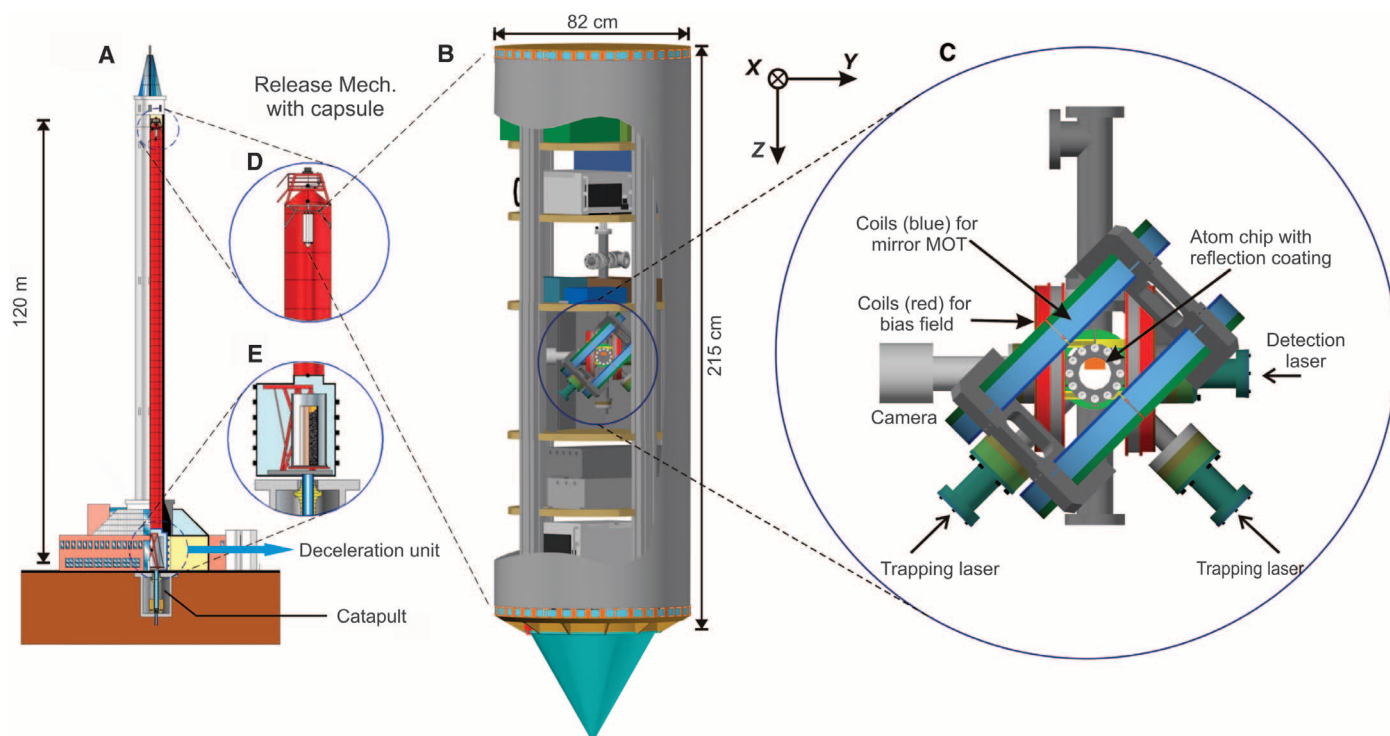 A
120 m
Release Mech.
with capsule
D
E
Deceleration unit
Catapult
B
82 cm
215 cm
X
Y
Z
C
Coils (blue) for
mirror MOT
Atom chip with
reflection coating
Coils (red) for
bias field
Detection
laser
Camera
Trapping laser
Trapping laser